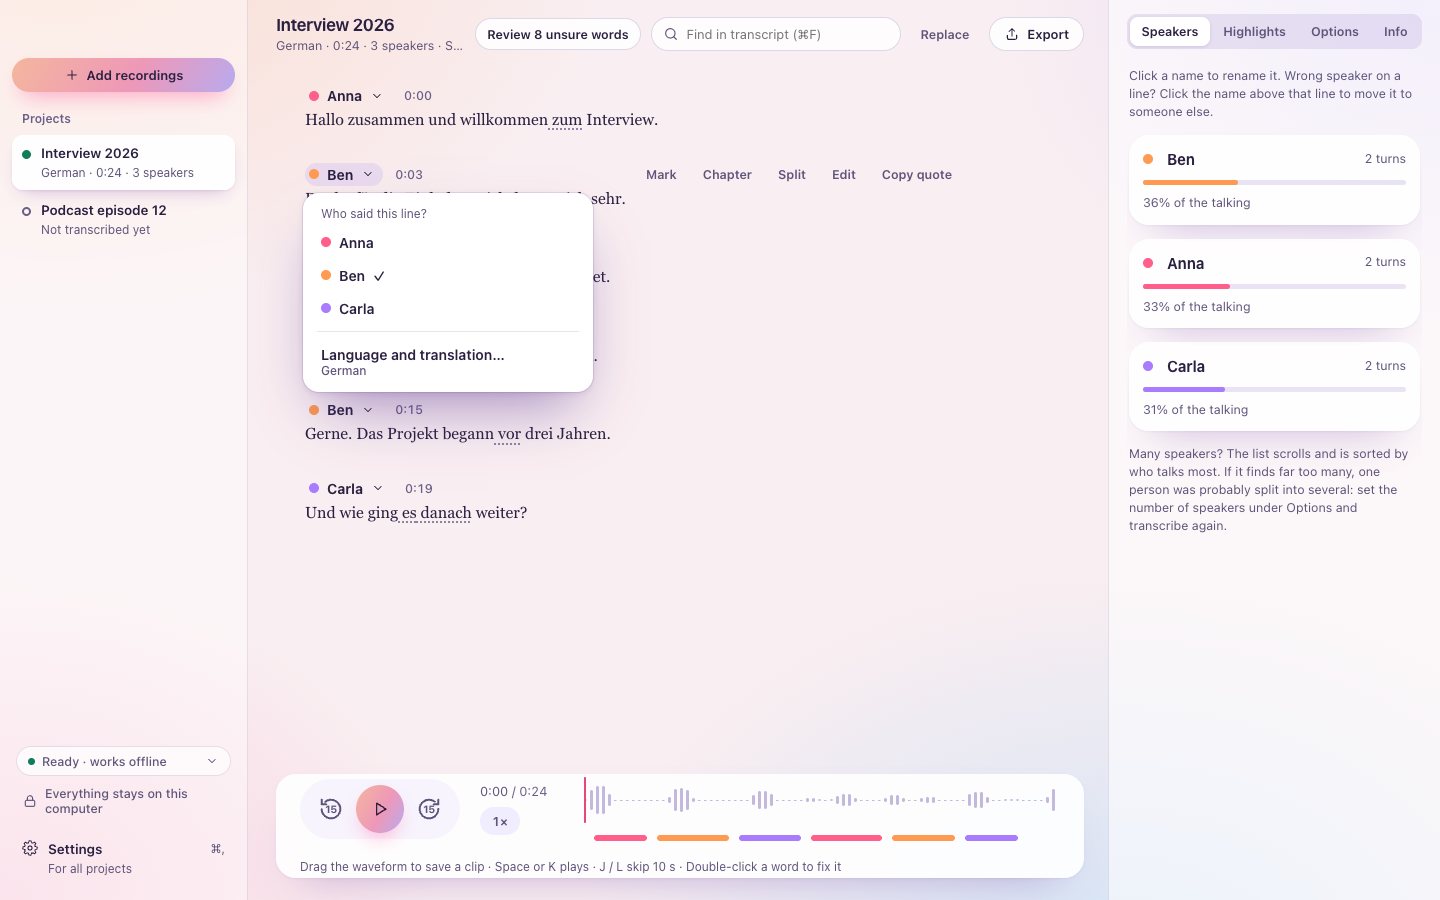 Add recordings
Projects
Interview 2026
German · 0:24 · 3 speakers
Podcast episode 12
Not transcribed yet
Ready · works offline
Everything stays on this
computer
Settings
⌘,
For all projects
Interview 2026
German · 0:24 · 3 speakers · S...
Review 8 unsure words
Find in transcript (⌘F)
Replace
Export
Anna 0:00
Hallo zusammen und willkommen zum Interview.
Ben 0:03
Mark Chapter Split Edit Copy quote
sehr.
Who said this line?
Anna
Ben
Carla
Language and translation...
German
et.
Ben 0:15
Gerne. Das Projekt begann vor drei Jahren.
Carla 0:19
Und wie ging es danach weiter?
15
15
0:00 / 0:24
1×
Drag the waveform to save a clip · Space or K plays · J / L skip 10 s · Double-click a word to fix it
Speakers Highlights Options Info
Click a name to rename it. Wrong speaker on a
line? Click the name above that line to move it to
someone else.
Ben 2 turns
36% of the talking
Anna 2 turns
33% of the talking
Carla 2 turns
31% of the talking
Many speakers? The list scrolls and is sorted by
who talks most. If it finds far too many, one
person was probably split into several: set the
number of speakers under Options and
transcribe again.